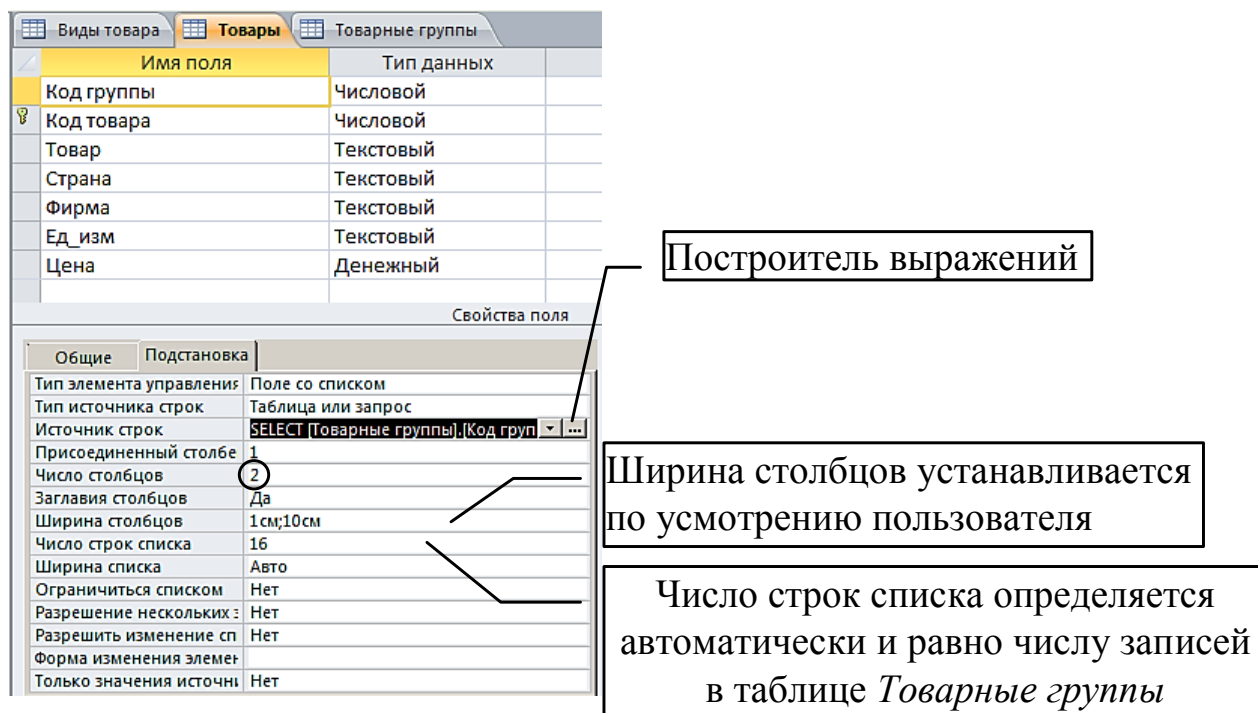 Виды товара Товары Товарные группы
Имя поля Тип данных
Код группы Числовой
Код товара Числовой
Товар Текстовый
Страна Текстовый
Фирма Текстовый
Ед_изм Текстовый
Цена Денежный
Построитель выражений
Свойства поля
Общие Подстановка
Тип элемента управления Поле со списком
Тип источника строк Таблица или запрос
Источник строк SELECT [Товарные группы].[Код груп ...
Присоединенный столбе 1
Число столбцов 2
Заглавия столбцов Да
Ширина столбцов 1см;10см
Число строк списка 16
Ширина списка Авто
Ограничиться списком Нет
Разрешение нескольких з Нет
Разрешить изменение сп Нет
Форма изменения элемен
Только значения источни Нет
Ширина столбцов устанавливается
по усмотрению пользователя
Число строк списка определяется
автоматически и равно числу записей
в таблице Товарные группы